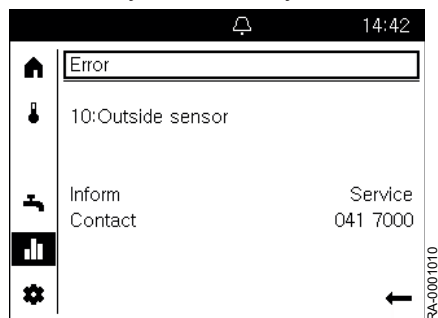 14:42
Error
10:Outside sensor
Inform Service
Contact 041 7000
RA-0001010